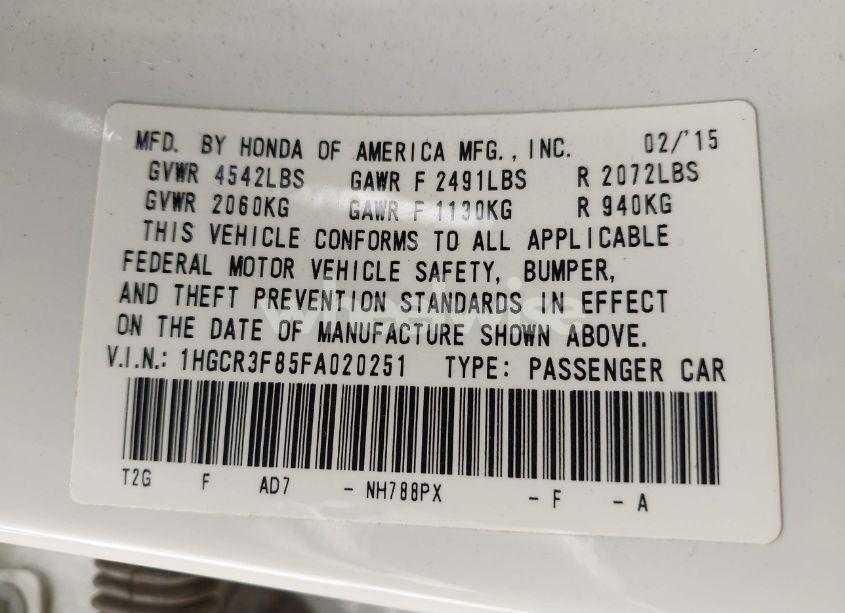 MFD. BY HONDA OF AMERICA MFG., INC. 02/'15
GVWR 4542LBS GAWR F 2491LBS R 2072LBS
GVWR 2060KG GAWR F 1130KG R 940KG
THIS VEHICLE CONFORMS TO ALL APPLICABLE
FEDERAL MOTOR VEHICLE SAFETY, BUMPER,
AND THEFT PREVENTION STANDARDS IN EFFECT
ON THE DATE OF MANUFACTURE SHOWN ABOVE.
V.I.N.: 1HGCR3F85FA020251 TYPE: PASSENGER CAR
T2G F AD7 - NH788PX - F - A